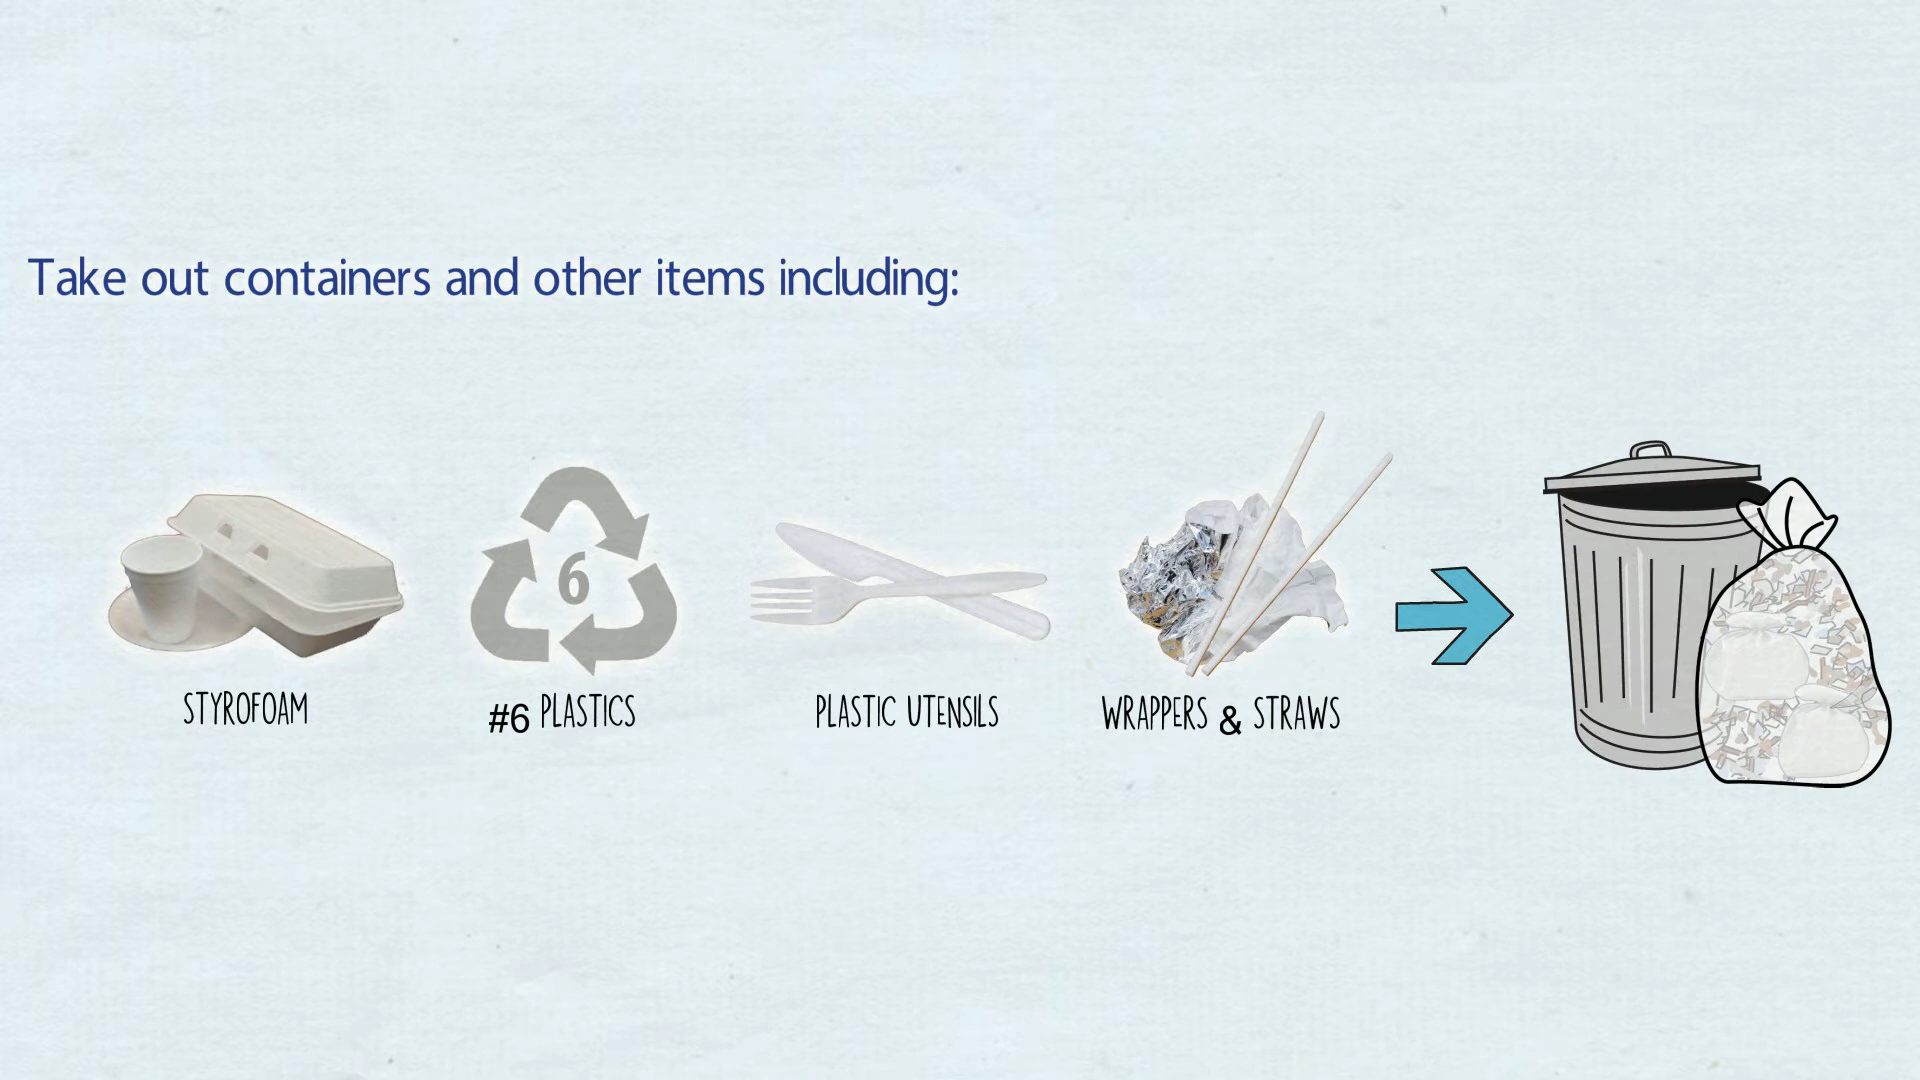 Take out containers and other items including:
6
STYROFOAM
#6 PLASTICS
PLASTIC UTENSILS
WRAPPERS & STRAWS